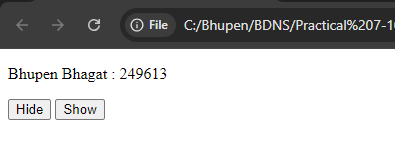 File C:/Bhupen/BDNS/Practical%207-1
Bhupen Bhagat : 249613
Hide Show